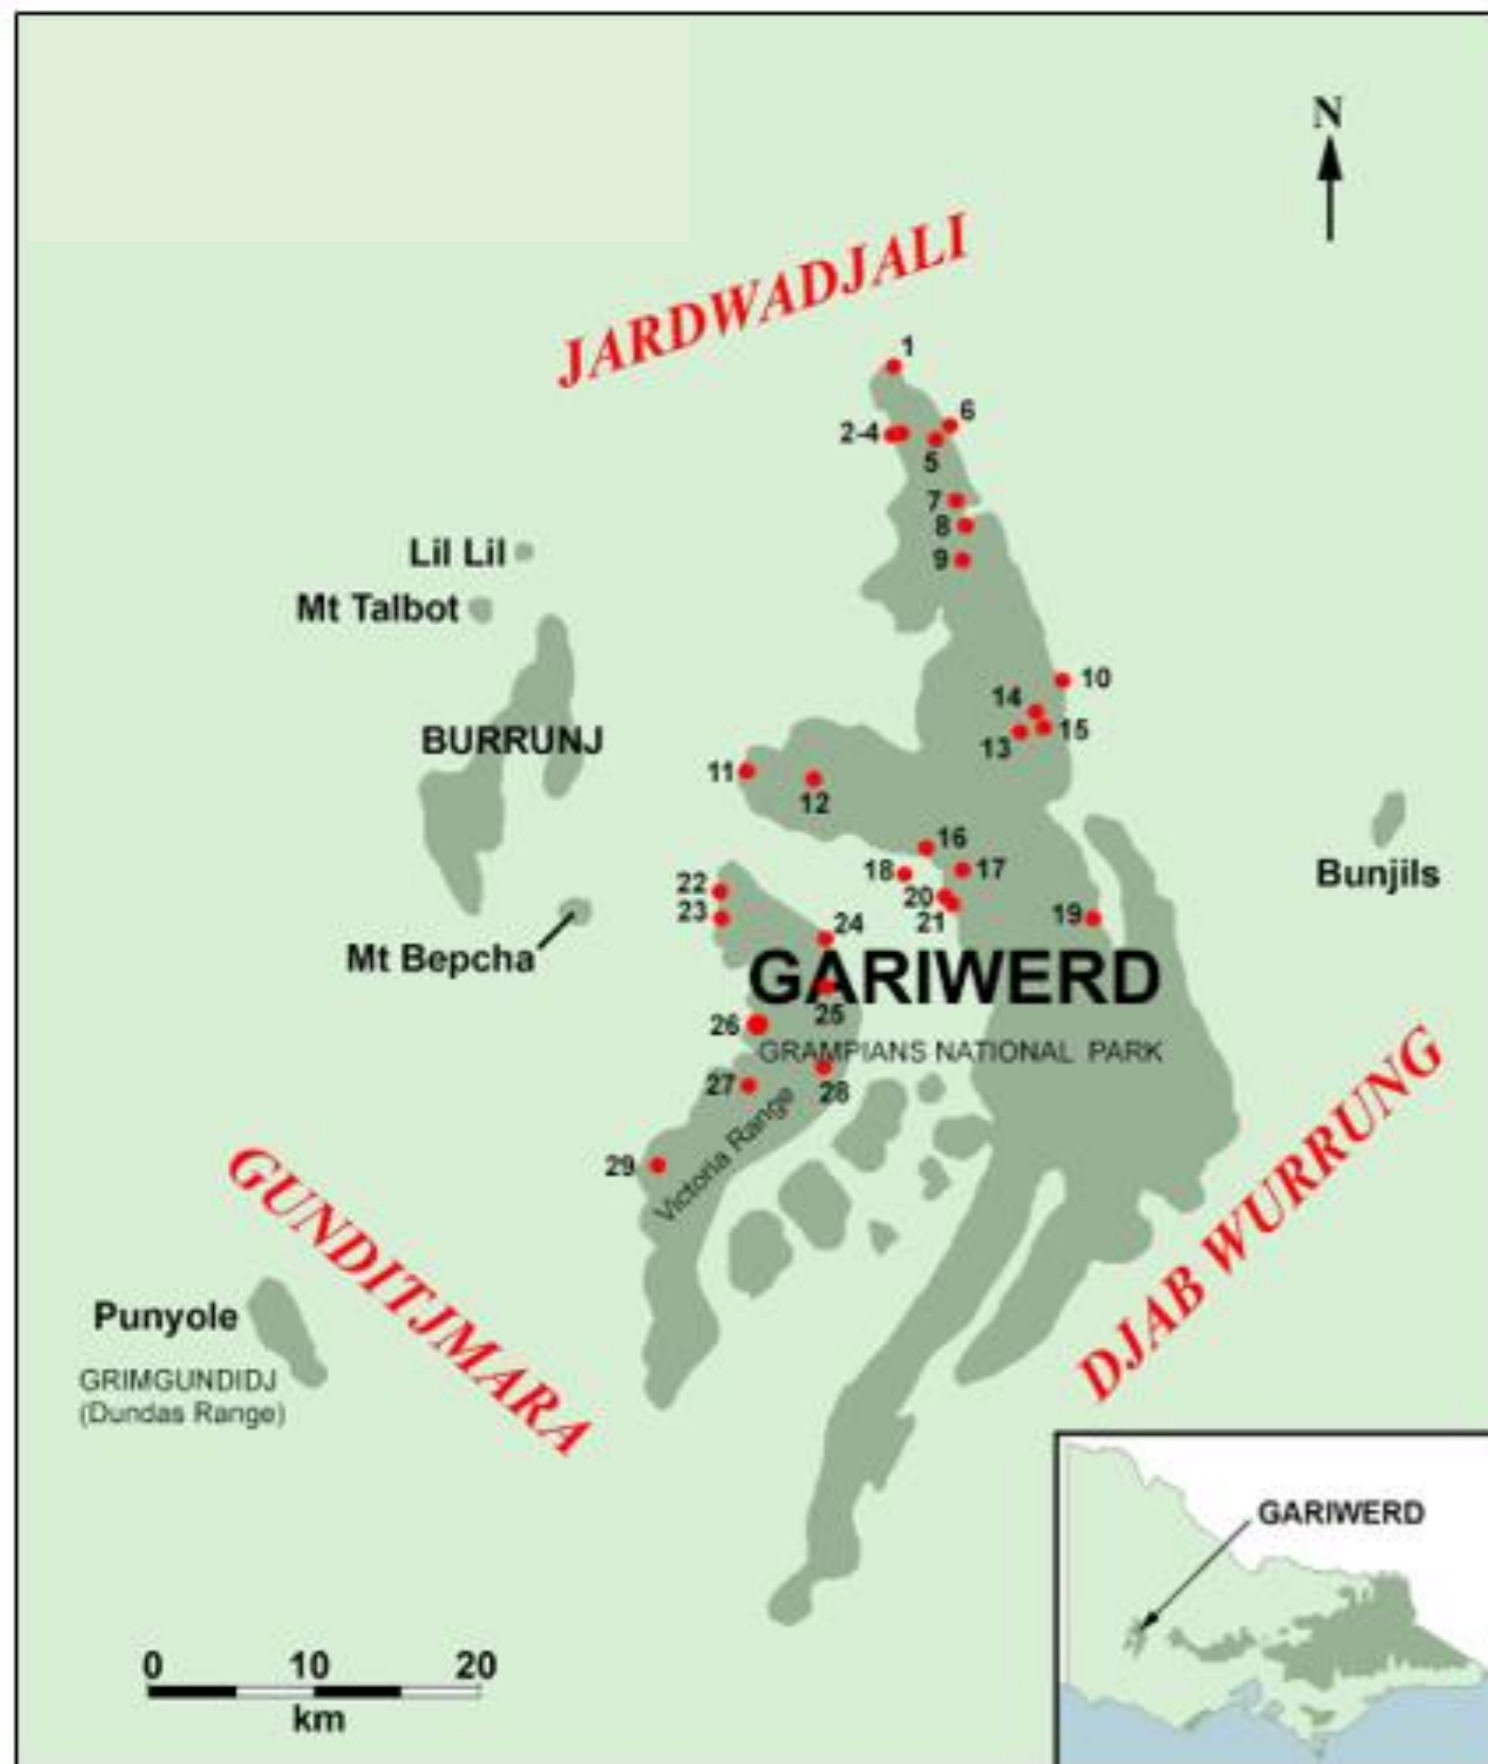 N
JARDWADJALI
1
6
2-4
5
7
8
Lil Lil
9
Mt Talbot
10
14
BURRUNJ
15
13
11
12
16
18
17
Bunjils
22
20
23
21
19
24
Mt Bepcha
GARIWERD
25
26
GRAMPIANS NATIONAL PARK
27
28
Victoria Range
29
GUNDITJMARA
DJAB WURRUNG
Punyole
GRIMGUNDIDJ
(Dundas Range)
GARIWERD
0 10 20
km